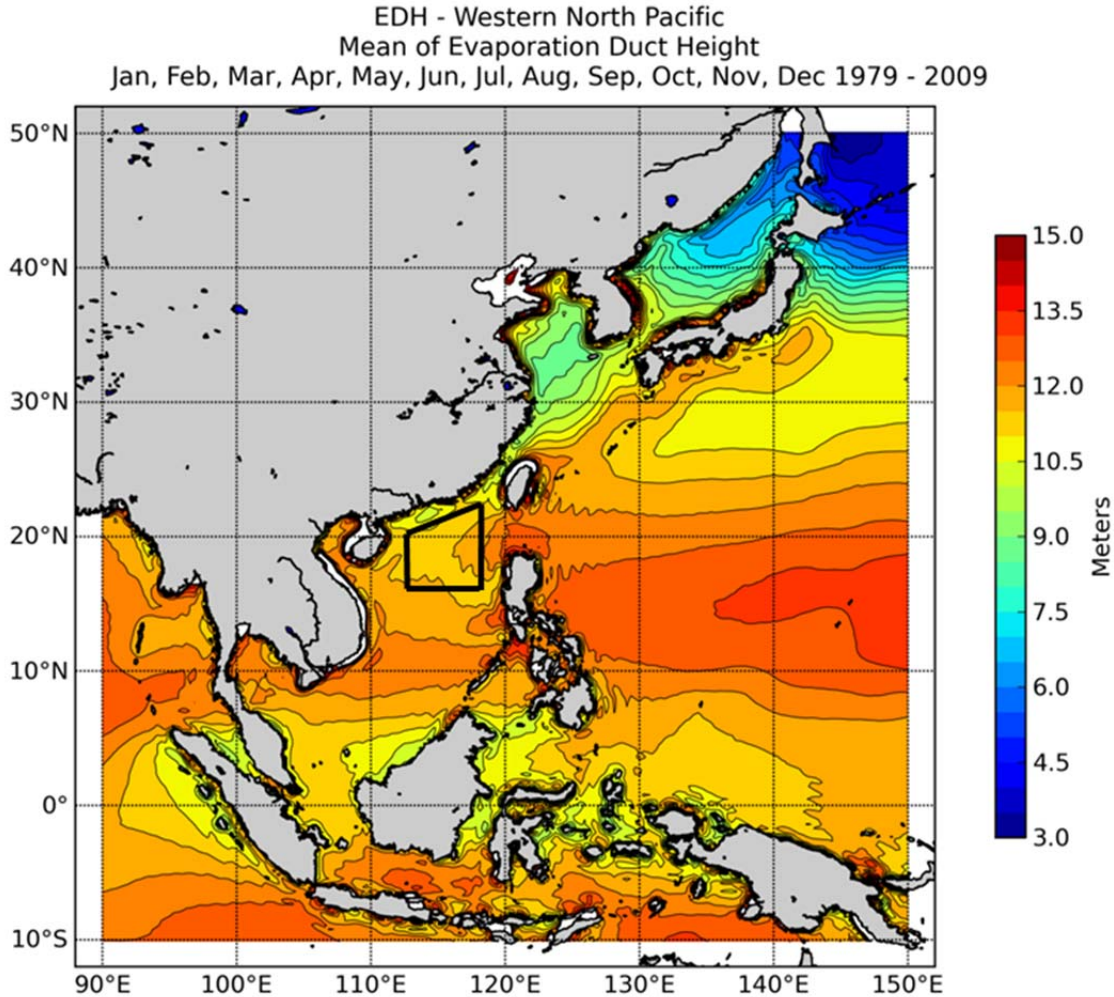 EDH - Western North Pacific
Mean of Evaporation Duct Height
Jan, Feb, Mar, Apr, May, Jun, Jul, Aug, Sep, Oct, Nov, Dec 1979 - 2009
50°N
40°N
30°N
20°N
10°N
0°
10°S
90°E
100°E
110°E
120°E
130°E
140°E
150°E
15.0
13.5
12.0
10.5
9.0
7.5
6.0
4.5
3.0
Meters